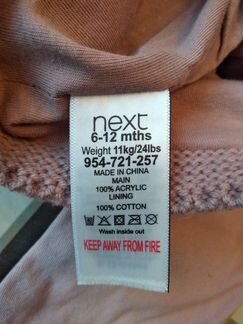 next
6-12 mths
Weight 11kg/24lbs
954-721-257
MADE IN CHINA
MAIN
100% ACRYLIC
LINING
100% COTTON
Wash inside out
KEEP AWAY FROM FIRE